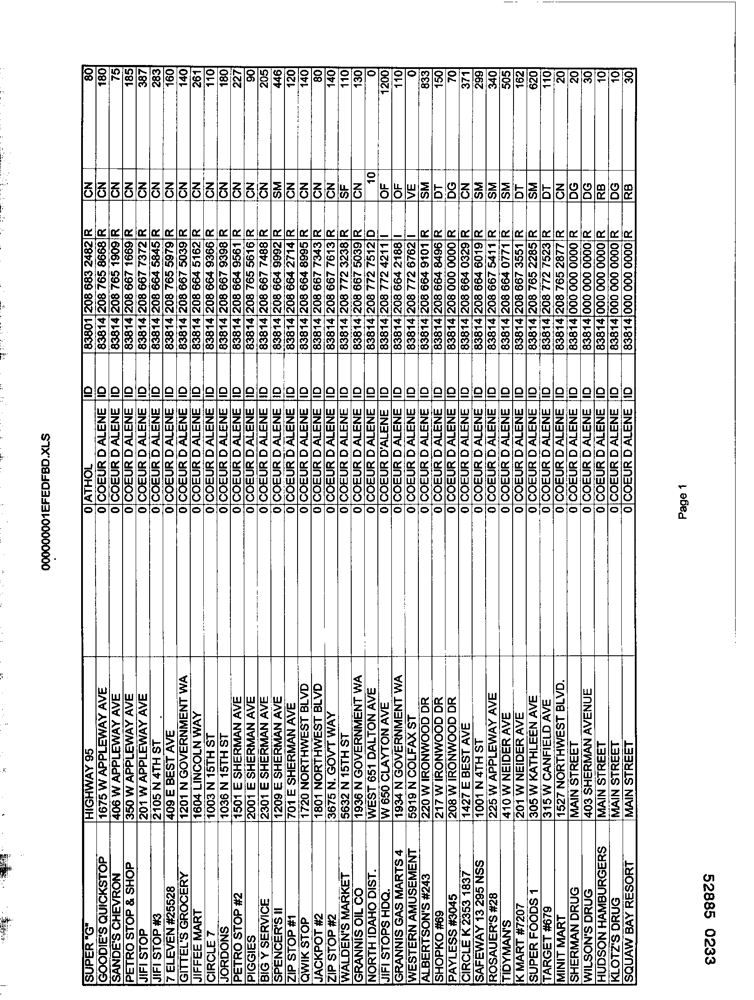 000000001EFEDFBD.XLS
SUPER "G" HIGHWAY 95 0 ATHOL ID 83801 208 683 2482 R CN 80
GOODIE'S QUICKSTOP 1675 W APPLEWAY AVE 0 COEUR D ALENE ID 83814 208 765 8668 R CN 180
SANDE'S CHEVRON 406 W APPLEWAY AVE 0 COEUR D ALENE ID 83814 208 765 1909 R CN 75
PETRO STOP & SHOP 350 W APPLEWAY AVE 0 COEUR D ALENE ID 83814 208 667 1669 R CN 185
JIFI STOP 201 W APPLEWAY AVE 0 COEUR D ALENE ID 83814 208 667 7372 R CN 387
JIFI STOP #3 2105 N 4TH ST 0 COEUR D ALENE ID 83814 208 664 5845 R CN 283
7 ELEVEN #25528 409 E BEST AVE 0 COEUR D ALENE ID 83814 208 765 5979 R CN 160
GITTEL'S GROCERY 1201 N GOVERNMENT WA 0 COEUR D ALENE ID 83814 208 667 5039 R CN 140
JIFFEE MART 1604 LINCOLN WAY 0 COEUR D ALENE ID 83814 208 664 5162 R CN 261
CIRCLE 7 1003 N 15TH ST 0 COEUR D ALENE ID 83814 208 664 9366 R CN 110
JORDONS 1036 N 15TH ST 0 COEUR D ALENE ID 83814 208 667 9398 R CN 180
PETRO STOP #2 1501 E SHERMAN AVE 0 COEUR D ALENE ID 83814 208 664 9561 R CN 227
PIGGIES 2001 E SHERMAN AVE 0 COEUR D ALENE ID 83814 208 765 5616 R CN 90
BIG Y SERVICE 2301 E SHERMAN AVE 0 COEUR D ALENE ID 83814 208 667 7488 R CN 205
SPENCER'S II 1209 E SHERMAN AVE 0 COEUR D ALENE ID 83814 208 664 9992 R SM 446
ZIP STOP #1 701 E SHERMAN AVE 0 COEUR D ALENE ID 83814 208 664 2714 R CN 120
QWIK STOP 1720 NORTHWEST BLVD 0 COEUR D ALENE ID 83814 208 664 8995 R CN 140
JACKPOT #2 1801 NORTHWEST BLVD 0 COEUR D ALENE ID 83814 208 667 7343 R CN 80
ZIP STOP #2 3675 N. GOV'T WAY 0 COEUR D ALENE ID 83814 208 667 7613 R CN 140
WALDEN'S MARKET 5632 N 15TH ST 0 COEUR D ALENE ID 83814 208 772 3238 R SF 110
GRANNIS OIL CO 1936 N GOVERNMENT WA 0 COEUR D ALENE ID 83814 208 667 5039 R CN 130
NORTH IDAHO DIST. WEST 651 DALTON AVE 0 COEUR D ALENE ID 83814 208 772 7512 D 10 0
JIFI STOPS HDQ. W 650 CLAYTON AVE 0 COEUR D'ALENE ID 83814 208 772 4211 I OF 1200
GRANNIS GAS MARTS 4 1934 N GOVERNMENT WA 0 COEUR D ALENE ID 83814 208 664 2188 I OF 110
WESTERN AMUSEMENT 5919 N COLFAX ST 0 COEUR D ALENE ID 83814 208 772 6762 I VE 0
ALBERTSON'S #243 220 W IRONWOOD DR 0 COEUR D ALENE ID 83814 208 664 9101 R SM 833
SHOPKO #69 217 W IRONWOOD DR 0 COEUR D ALENE ID 83814 208 664 8496 R DT 150
PAYLESS #3045 208 W IRONWOOD DR 0 COEUR D ALENE ID 83814 208 000 0000 R DG 70
CIRCLE K 2353 1837 1427 E BEST AVE 0 COEUR D ALENE ID 83814 208 664 0329 R CN 371
SAFEWAY 13 295 NSS 1001 N 4TH ST 0 COEUR D ALENE ID 83814 208 664 6019 R SM 299
ROSAUER'S #28 225 W APPLEWAY AVE 0 COEUR D ALENE ID 83814 208 667 5411 R SM 340
TIDYMAN'S 410 W NEIDER AVE 0 COEUR D ALENE ID 83814 208 664 0771 R SM 505
K MART #7207 201 W NEIDER AVE 0 COEUR D ALENE ID 83814 208 667 3551 R DT 162
SUPER FOODS 1 305 W KATHLEEN AVE 0 COEUR D ALENE ID 83814 208 765 2285 R SM 620
TARGET #679 315 W CANFIELD AVE 0 COEUR D ALENE ID 83814 208 772 7523 R DT 110
MINIT MART 1527 NORTHWEST BLVD. 0 COEUR D ALENE ID 83814 208 765 2877 R CN 20
SHERMAN DRUG MAIN STREET 0 COEUR D ALENE ID 83814 000 000 0000 R DG 20
WILSON'S DRUG 403 SHERMAN AVENUE 0 COEUR D ALENE ID 83814 000 000 0000 R DG 30
HUDSON HAMBURGERS MAIN STREET 0 COEUR D ALENE ID 83814 000 000 0000 R RB 10
KLOTZ'S DRUG MAIN STREET 0 COEUR D ALENE ID 83814 000 000 0000 R DG 10
SQUAW BAY RESORT MAIN STREET 0 COEUR D ALENE ID 83814 000 000 0000 R RB 30
Page 1
52885 0233